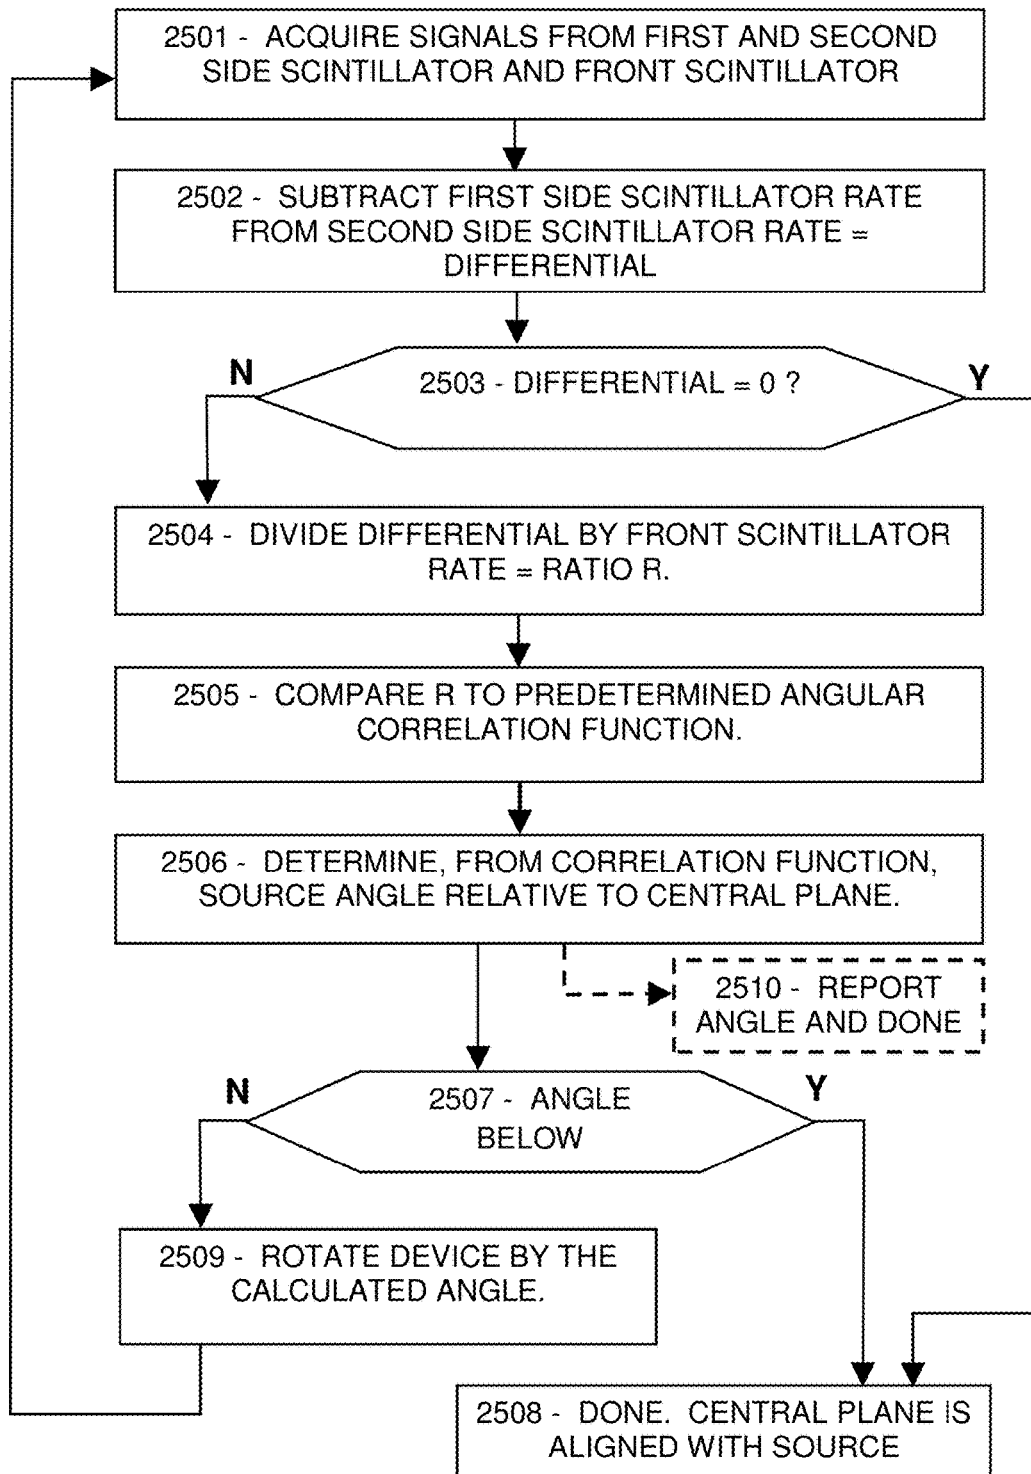 2501 - ACQUIRE SIGNALS FROM FIRST AND SECOND
SIDE SCINTILLATOR AND FRONT SCINTILLATOR
2502 - SUBTRACT FIRST SIDE SCINTILLATOR RATE
FROM SECOND SIDE SCINTILLATOR RATE =
DIFFERENTIAL
N
2503 - DIFFERENTIAL = 0 ?
Y
2504 - DIVIDE DIFFERENTIAL BY FRONT SCINTILLATOR
RATE = RATIO R.
2505 - COMPARE R TO PREDETERMINED ANGULAR
CORRELATION FUNCTION.
2506 - DETERMINE, FROM CORRELATION FUNCTION,
SOURCE ANGLE RELATIVE TO CENTRAL PLANE.
2510 - REPORT
ANGLE AND DONE
N
2507 - ANGLE
BELOW
Y
2509 - ROTATE DEVICE BY THE
CALCULATED ANGLE.
2508 - DONE. CENTRAL PLANE IS
ALIGNED WITH SOURCE